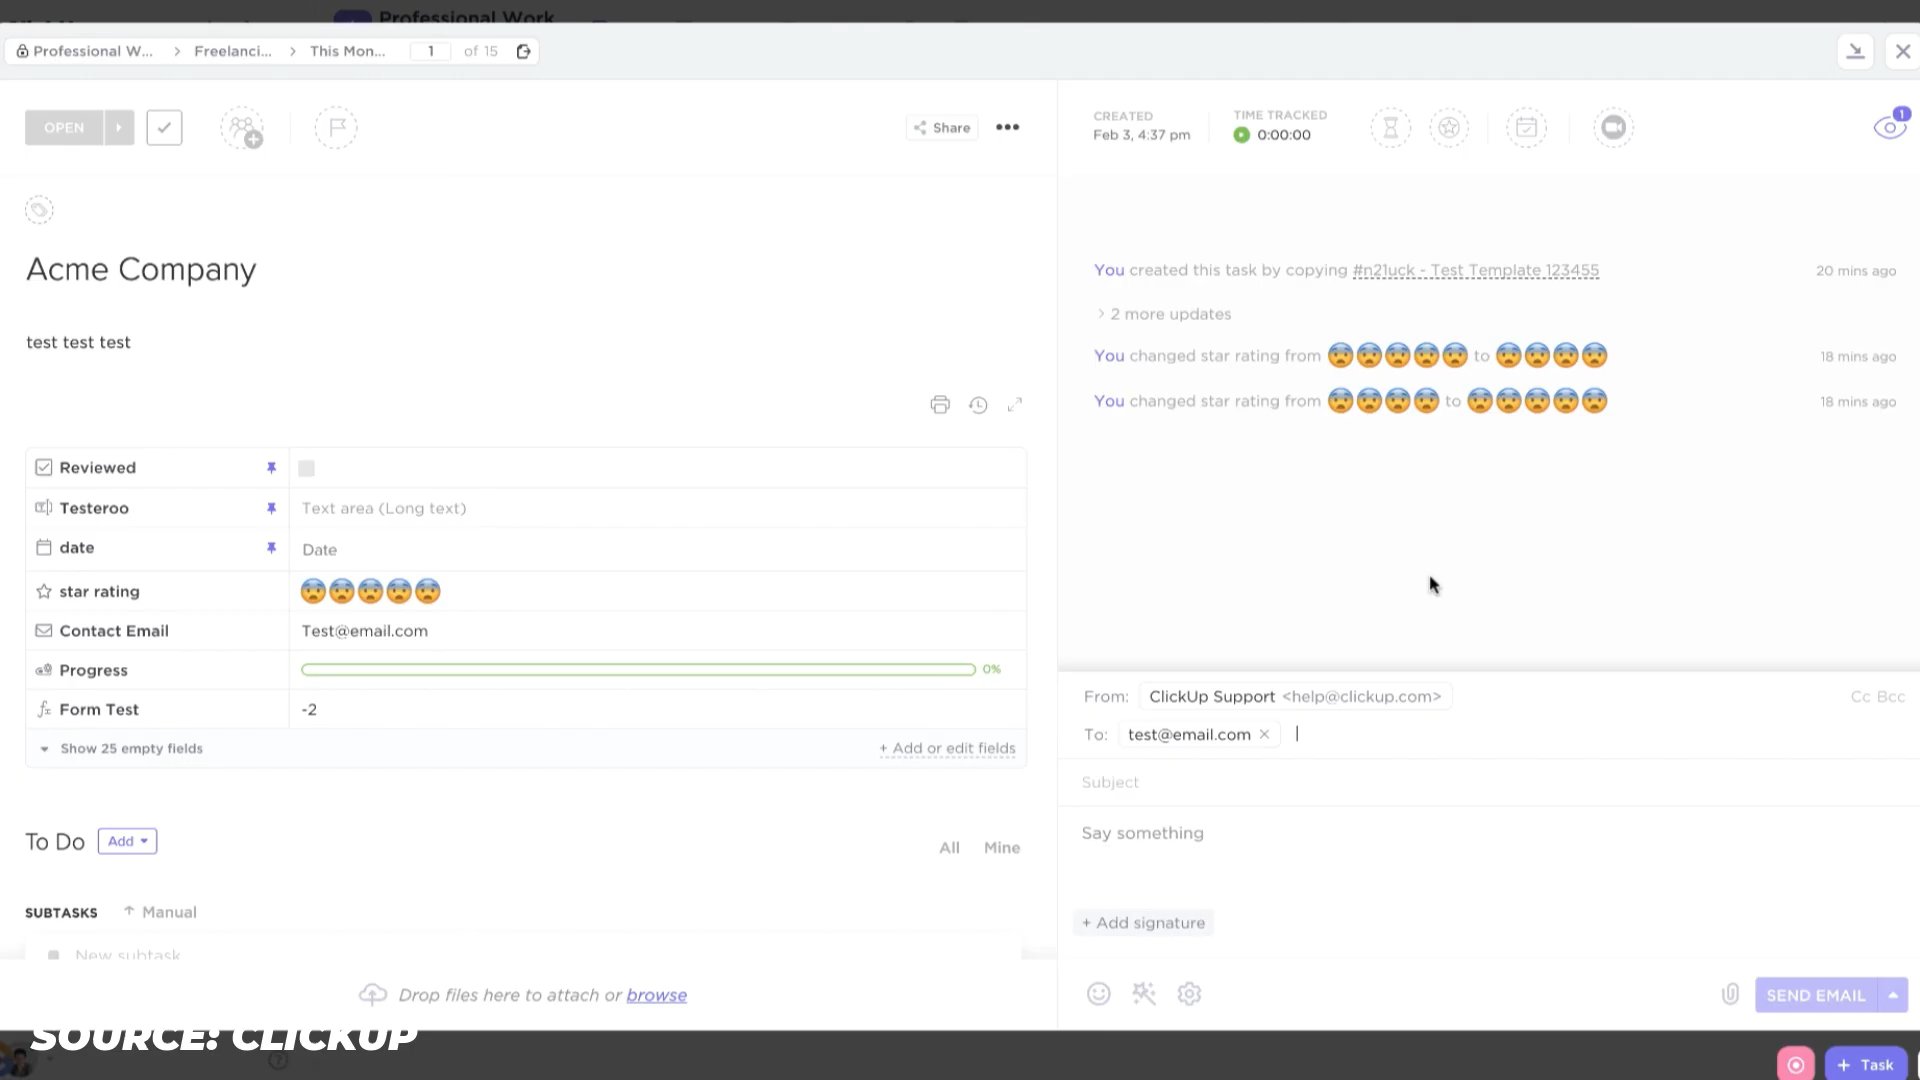 Professional Work
Professional W... > Freelanci... > This Mon... 1 of 15
OPEN
Share
CREATED
Feb 3, 4:37 pm
TIME TRACKED
0:00:00
1
Acme Company
test test test
You created this task by copying #n21uck - Test Template 123455 20 mins ago
> 2 more updates
You changed star rating from 😨😨😨😨😨 to 😨😨😨😨 18 mins ago
You changed star rating from 😨😨😨😨 to 😨😨😨😨😨 18 mins ago
Reviewed
Testeroo Text area (Long text)
date Date
star rating 😨😨😨😨😨
Contact Email Test@email.com
Progress 0%
Form Test -2
Show 25 empty fields + Add or edit fields
To Do Add
All Mine
SUBTASKS Manual
New subtask
Drop files here to attach or browse
From: ClickUp Support <help@clickup.com> Cc Bcc
To: test@email.com ×
Subject
Say something
+ Add signature
SEND EMAIL
SOURCE: CLICKUP
+ Task